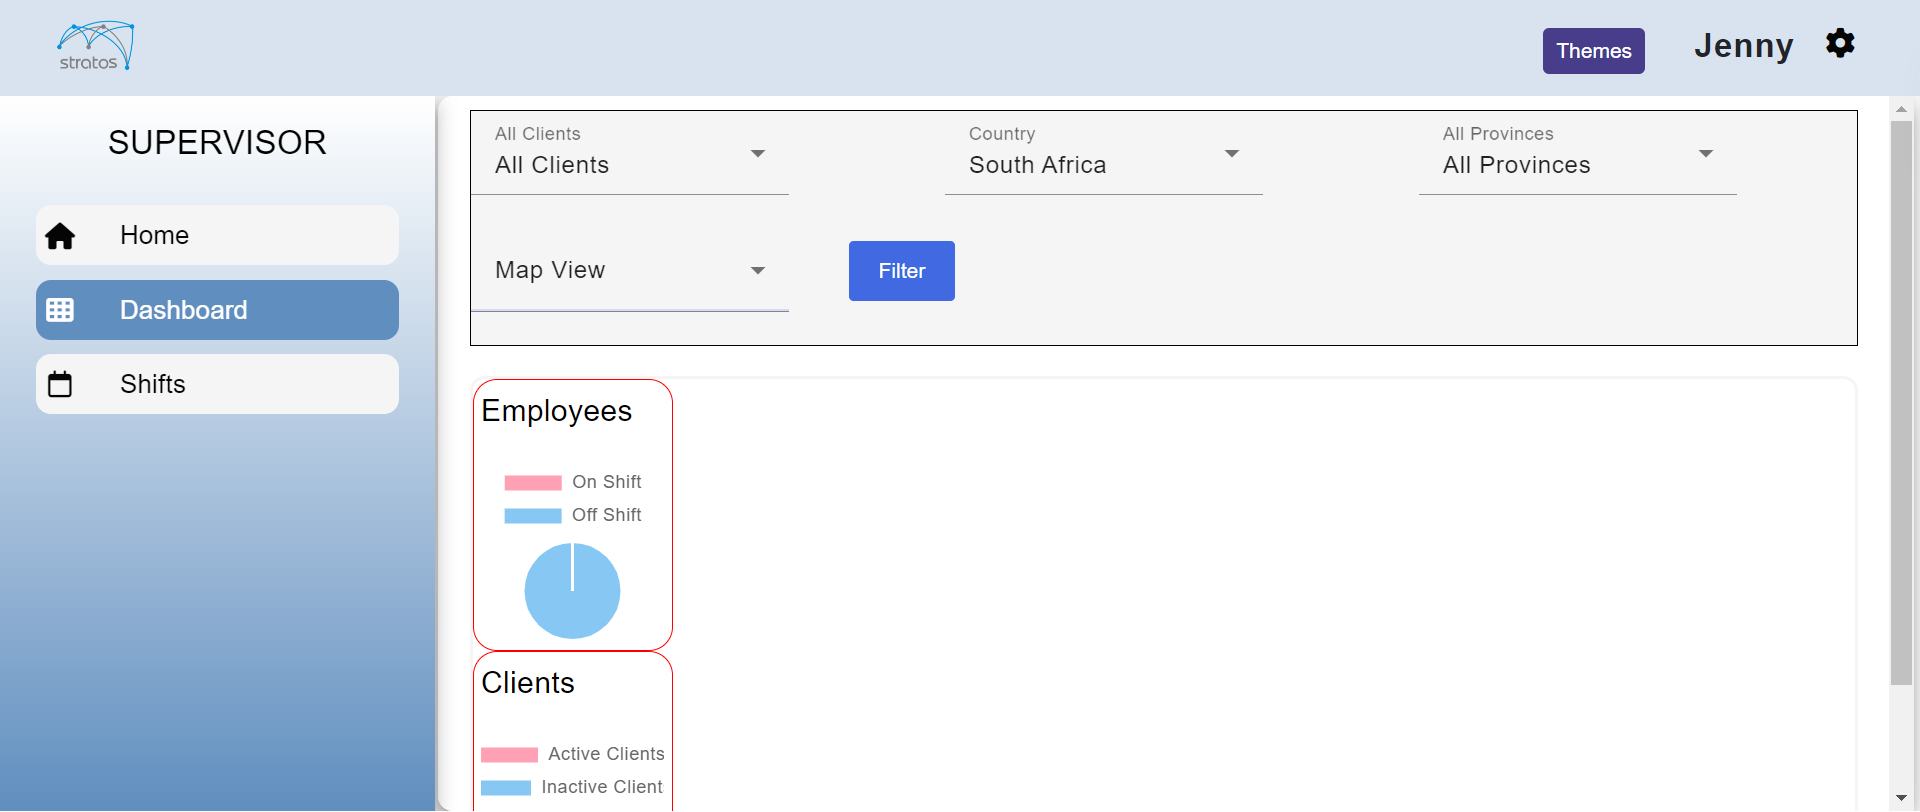 stratos
Themes
Jenny
SUPERVISOR
Home
Dashboard
Shifts
All Clients
All Clients
Country
South Africa
All Provinces
All Provinces
Map View
Filter
Employees
On Shift
Off Shift
Clients
Active Clients
Inactive Client